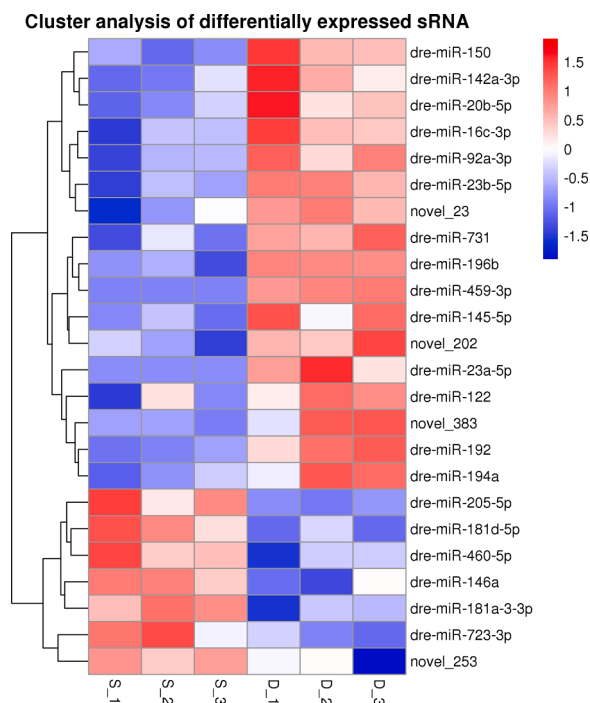 Cluster analysis of differentially expressed sRNA
dre-miR-150
dre-miR-142a-3p
dre-miR-20b-5p
dre-miR-16c-3p
dre-miR-92a-3p
dre-miR-23b-5p
novel_23
dre-miR-731
dre-miR-196b
dre-miR-459-3p
dre-miR-145-5p
novel_202
dre-miR-23a-5p
dre-miR-122
novel_383
dre-miR-192
dre-miR-194a
dre-miR-205-5p
dre-miR-181d-5p
dre-miR-460-5p
dre-miR-146a
dre-miR-181a-3-3p
dre-miR-723-3p
novel_253
1.5
1
0.5
0
-0.5
-1
-1.5
S_1
S_2
S_3
D_1
D_2
D_3